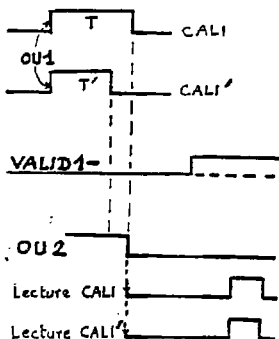 T
CALI
OU1
T'
CALI'
VALID1-
OU2
Lecture CALI
Lecture CALI'